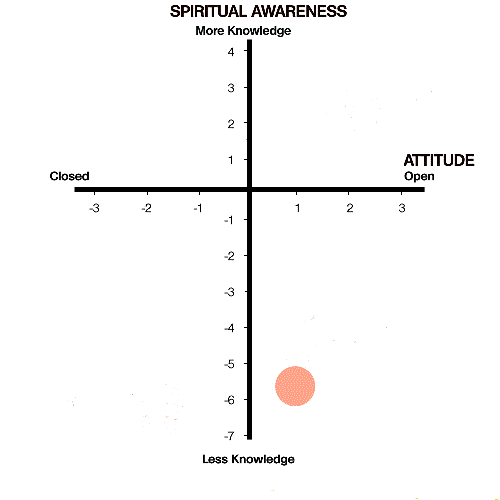 SPIRITUAL AWARENESS
More Knowledge
4
3
2
1
ATTITUDE
Closed
Open
-3 -2 -1 1 2 3
-1
-2
-3
-4
-5
-6
-7
Less Knowledge